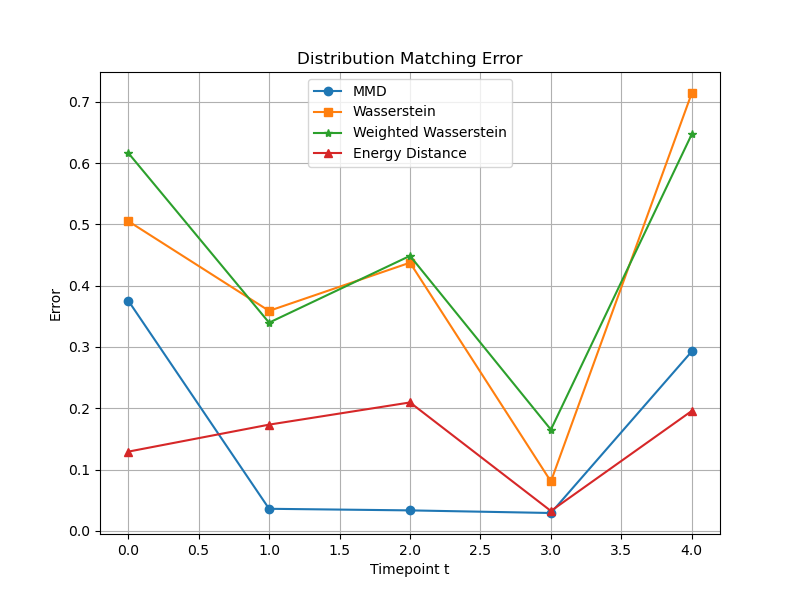 Distribution Matching Error
MMD
Wasserstein
Weighted Wasserstein
Energy Distance
Error
0.7
0.6
0.5
0.4
0.3
0.2
0.1
0.0
0.0 0.5 1.0 1.5 2.0 2.5 3.0 3.5 4.0
Timepoint t